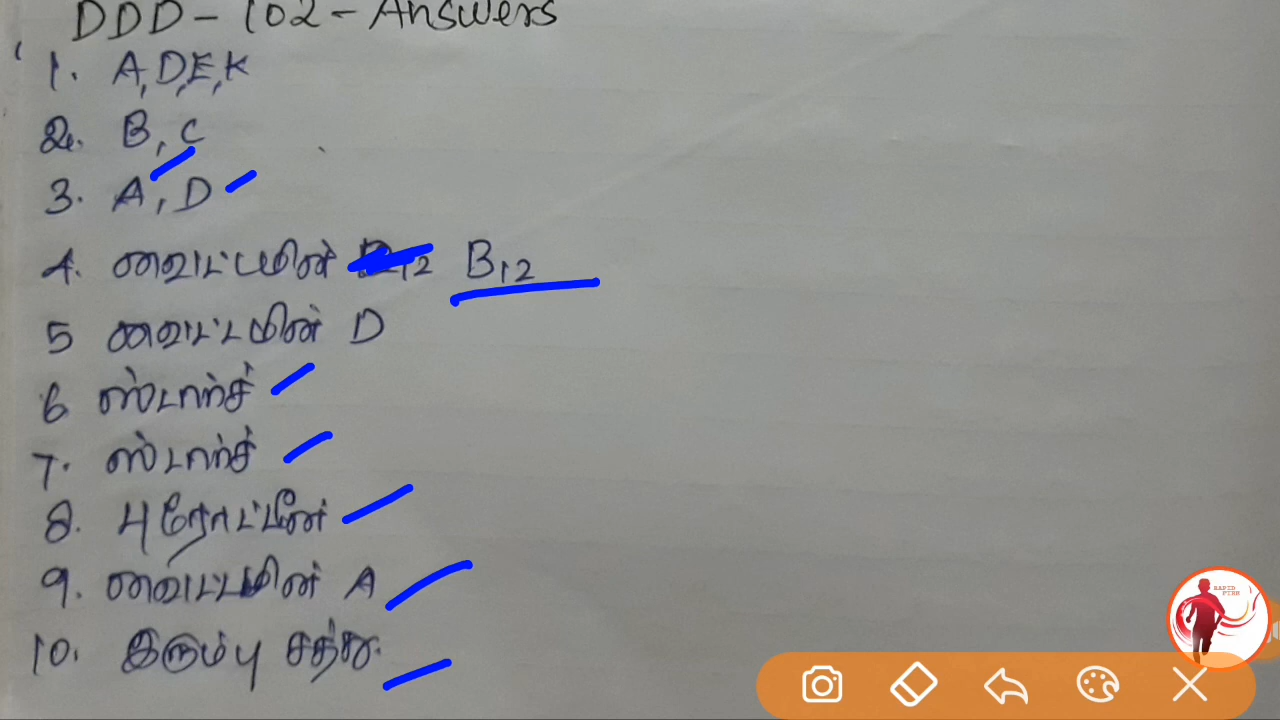 DDD - 102 - Answers
1. A, D, E, K
2. B, C
3. A, D
4. வைட்டமின் B12
5 வைட்டமின் D
6 ஸ்டார்ச்
7. ஸ்டார்ச்
8. புரோட்டீன்
9. வைட்டமின் A
10. இரும்பு சத்து.
RAPID